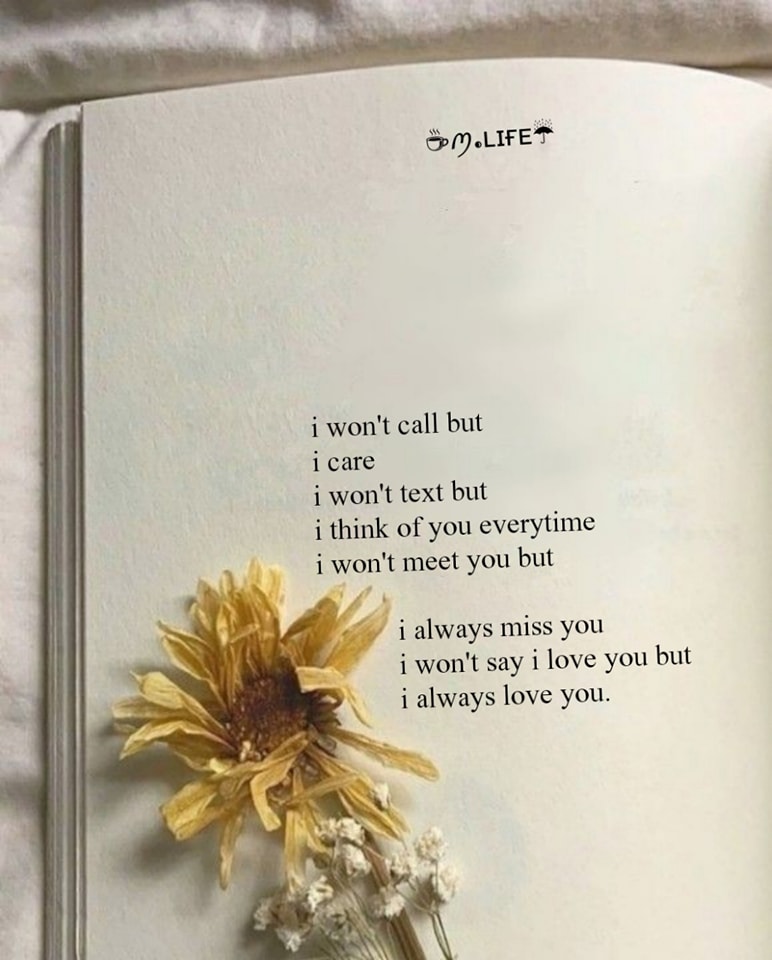 ☕ო.LIFE☔
i won't call but
i care
i won't text but
i think of you everytime
i won't meet you but
i always miss you
i won't say i love you but
i always love you.